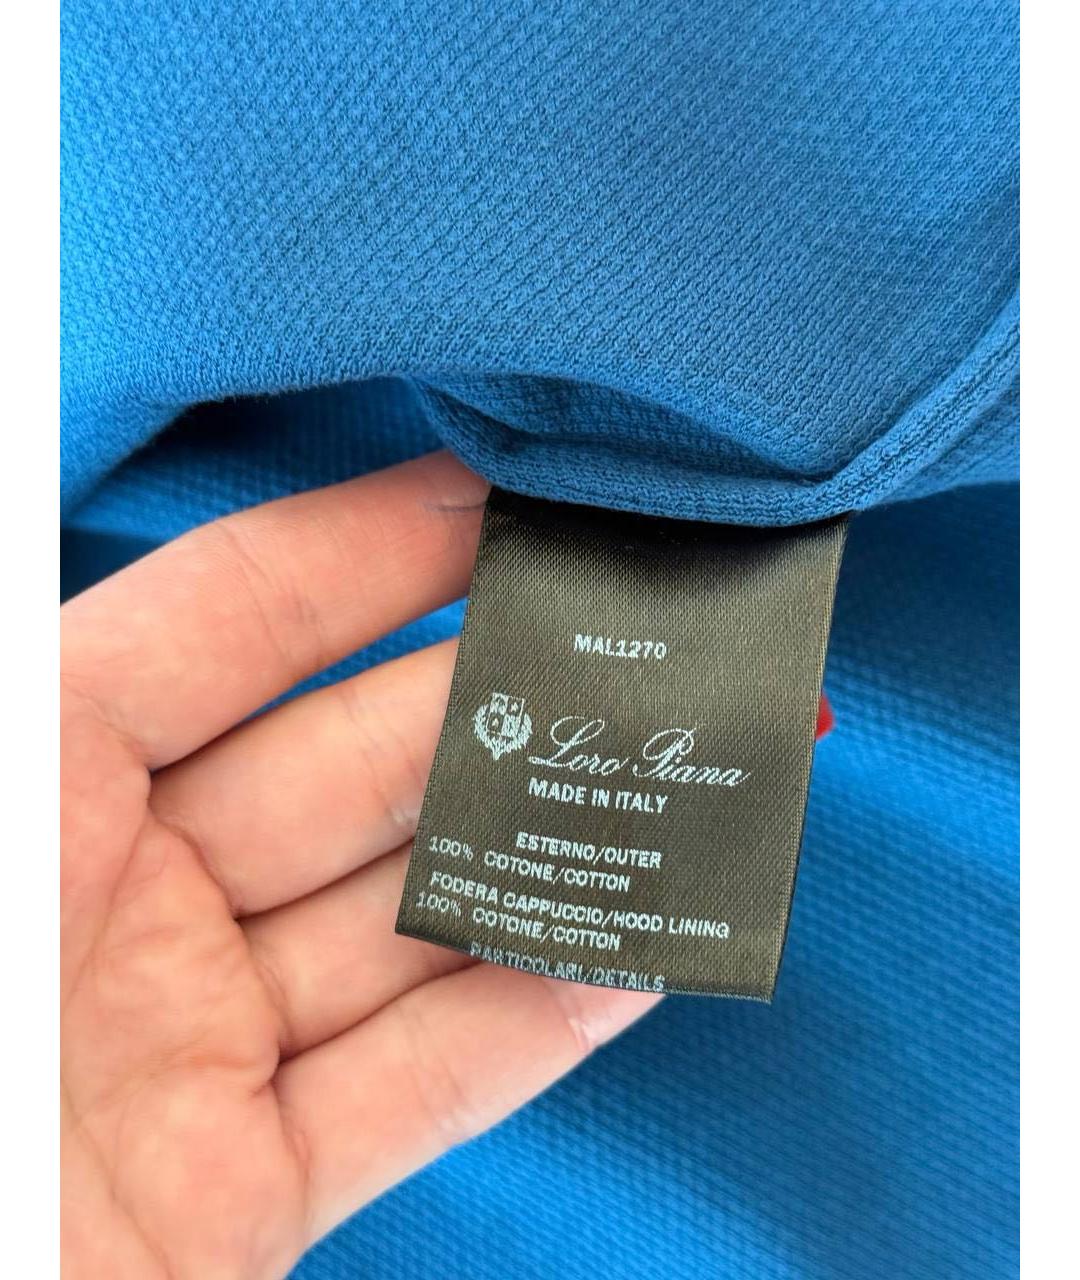 MAL1270
Loro Piana
MADE IN ITALY
ESTERNO/OUTER
100% COTONE/COTTON
FODERA CAPPUCCIO/HOOD LINING
100% COTONE/COTTON
PARTICOLARI/DETAILS